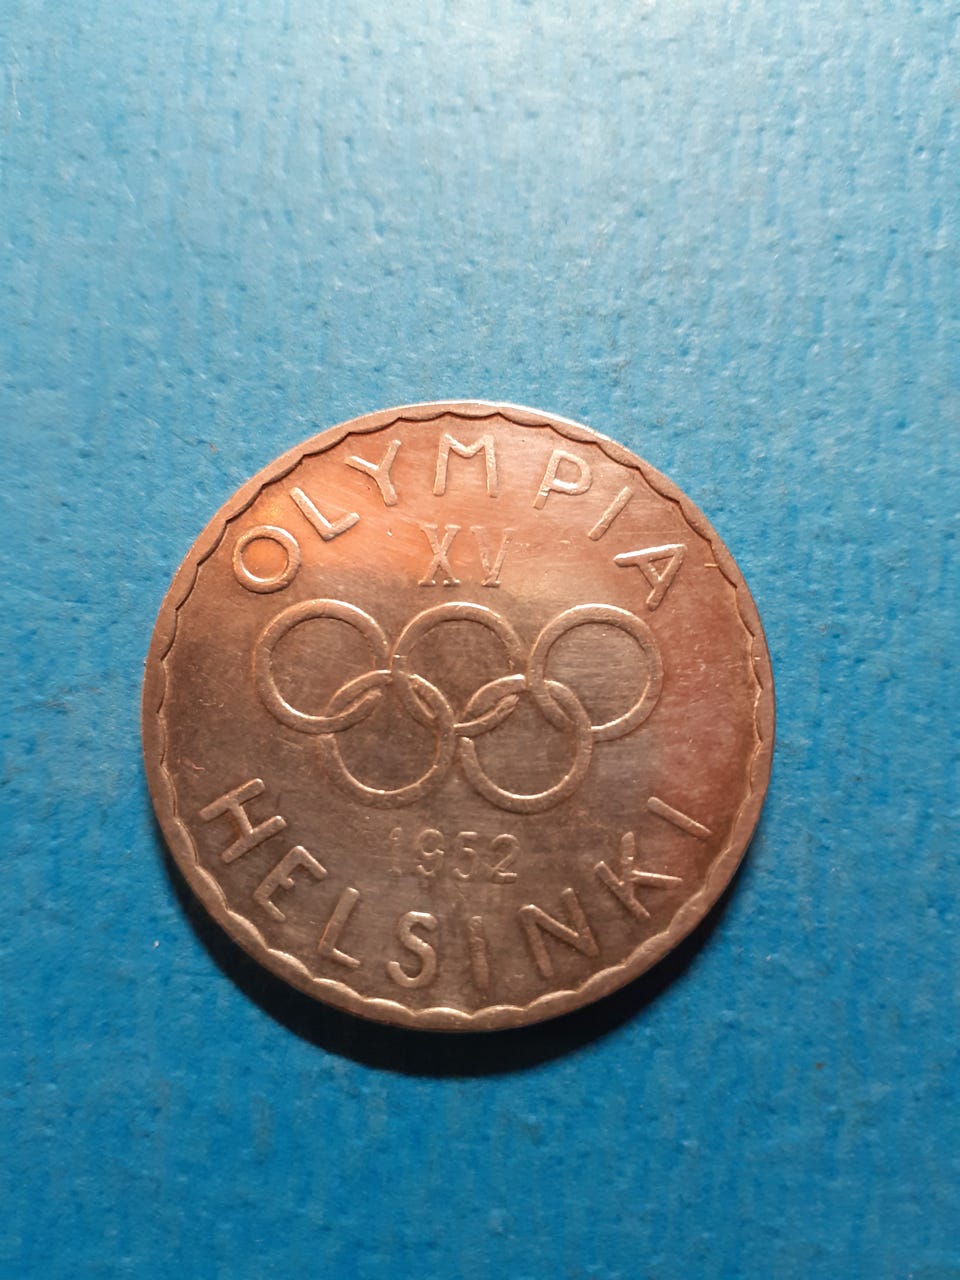 OLYMPIA
XV
1952
HELSINKI